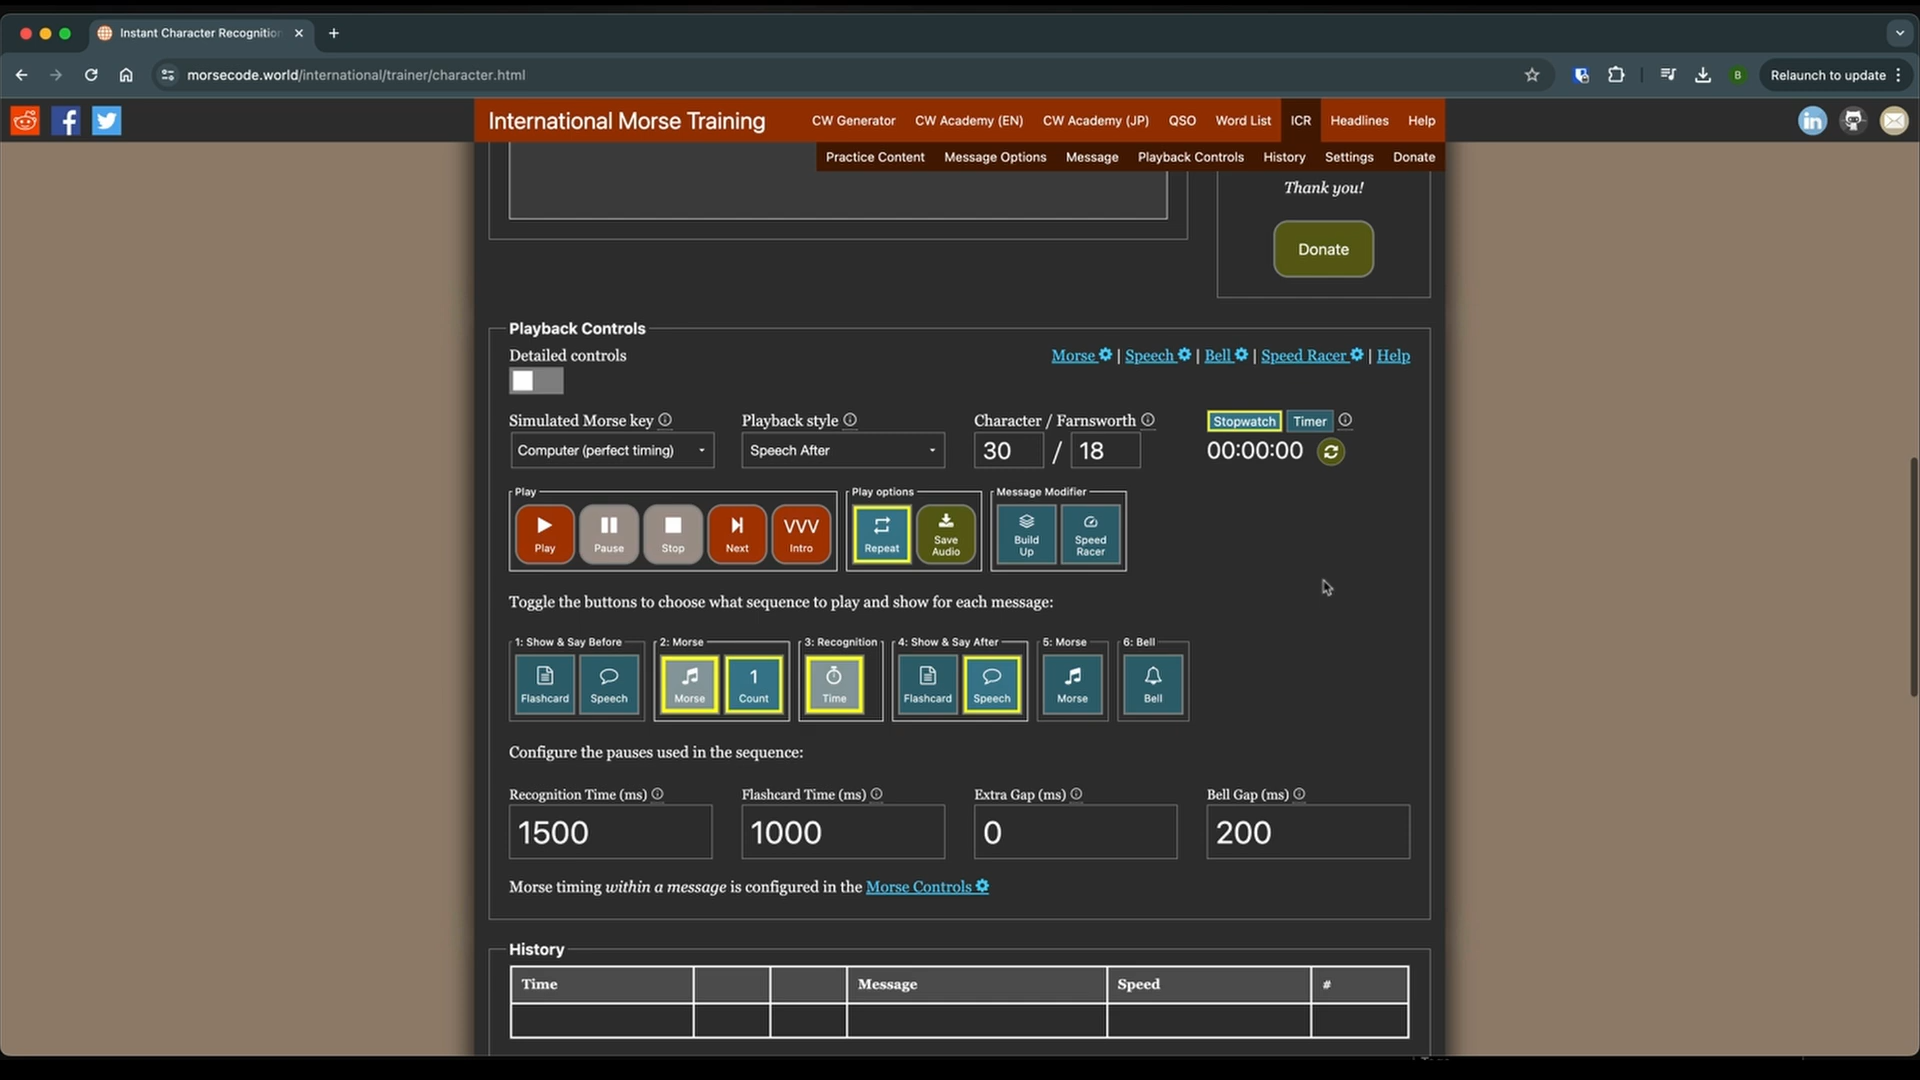 Instant Character Recognition
morsecode.world/international/trainer/character.html
B
Relaunch to update
International Morse Training
CW Generator
CW Academy (EN)
CW Academy (JP)
QSO
Word List
ICR
Headlines
Help
Practice Content
Message Options
Message
Playback Controls
History
Settings
Donate
Thank you!
Donate
Playback Controls
Detailed controls
Morse | Speech | Bell | Speed Racer | Help
Simulated Morse key
Playback style
Character / Farnsworth
Stopwatch
Timer
Computer (perfect timing)
Speech After
30 / 18
00:00:00
Play
Play options
Message Modifier
Play
Pause
Stop
Next
VVV
Intro
Repeat
Save
Audio
Build
Up
Speed
Racer
Toggle the buttons to choose what sequence to play and show for each message:
1: Show & Say Before
2: Morse
3: Recognition
4: Show & Say After
5: Morse
6: Bell
Flashcard
Speech
Morse
1
Count
Time
Flashcard
Speech
Morse
Bell
Configure the pauses used in the sequence:
Recognition Time (ms)
Flashcard Time (ms)
Extra Gap (ms)
Bell Gap (ms)
1500
1000
0
200
Morse timing within a message is configured in the Morse Controls
History
Time
Message
Speed
#